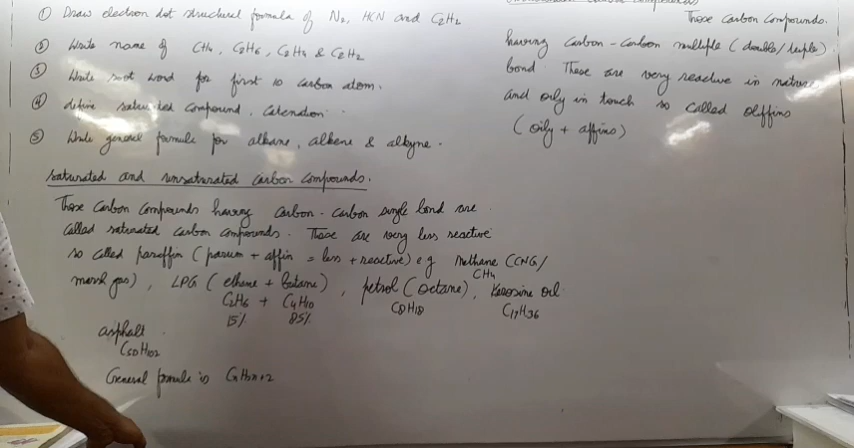 ① Draw electron dot structural formula of N2, HCN and C2H2
② Write name of CH4, C2H6, C2H4 & C2H2
③ Write root word for first 10 carbon atom.
④ define saturated compound, Catenation.
⑤ Write general formula for alkane, alkene & alkyne.
saturated and unsaturated carbon compounds.
Those Carbon Compounds having Carbon - Carbon single bond are
called saturated carbon compounds. These are very less reactive
so called paraffin (parum + affin = less + reactive) e.g Methane (CNG/
CH4
marsh gas), LPG (ethane + butane), petrol (octane), Kerosine oil
C2H6 + C4H10 C8H18 C17H36
15% 85%
asphalt
C50H102
General formula is CnH2n+2
Those Carbon Compounds.
having Carbon - Carbon multiple (double/triple)
bond. These are very reactive in nature
and oily in touch so called oliffins
(oily + affins)